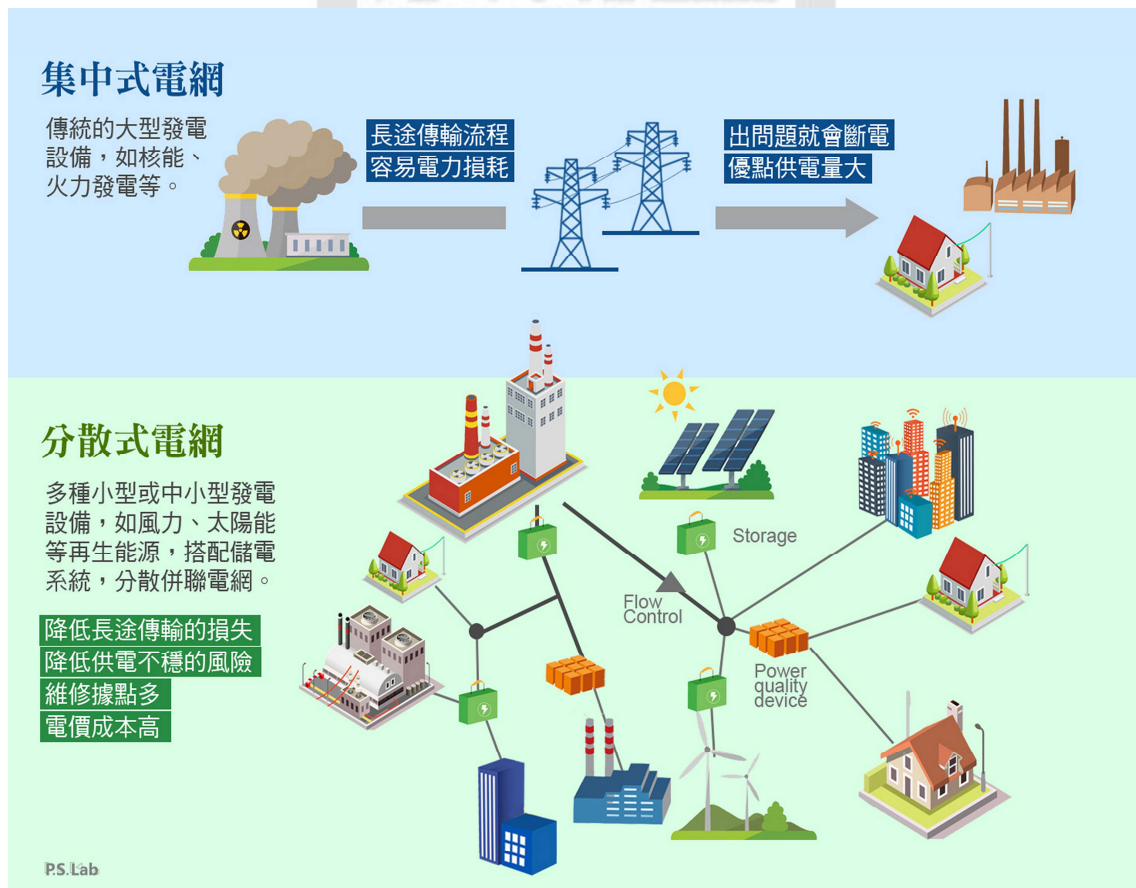 集中式電網
傳統的大型發電
設備，如核能、
火力發電等。
長途傳輸流程
容易電力損耗
出問題就會斷電
優點供電量大
分散式電網
多種小型或中小型發電
設備，如風力、太陽能
等再生能源，搭配儲電
系統，分散併聯電網。
降低長途傳輸的損失
降低供電不穩的風險
維修據點多
電價成本高
Storage
Flow
Control
Power
quality
device
P.S.Lab